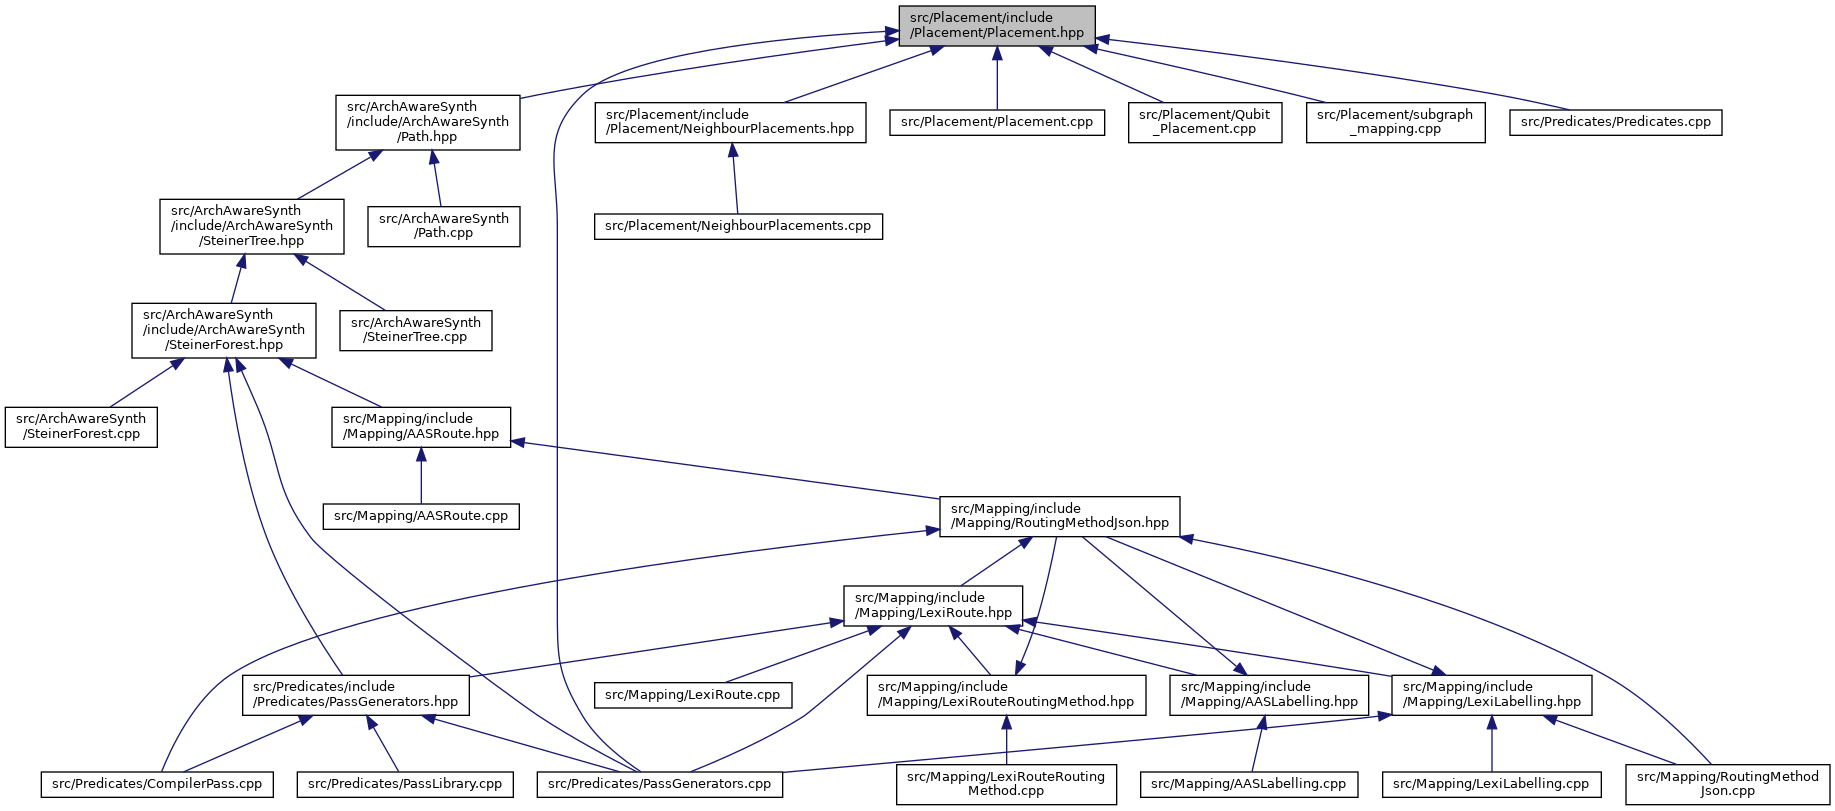 src/Placement/include
/Placement/Placement.hpp
src/ArchAwareSynth
/include/ArchAwareSynth
/Path.hpp
src/Placement/include
/Placement/NeighbourPlacements.hpp
src/Placement/Placement.cpp
src/Placement/Qubit
_Placement.cpp
src/Placement/subgraph
_mapping.cpp
src/Predicates/Predicates.cpp
src/ArchAwareSynth
/include/ArchAwareSynth
/SteinerTree.hpp
src/ArchAwareSynth
/Path.cpp
src/Placement/NeighbourPlacements.cpp
src/ArchAwareSynth
/include/ArchAwareSynth
/SteinerForest.hpp
src/ArchAwareSynth
/SteinerTree.cpp
src/ArchAwareSynth
/SteinerForest.cpp
src/Mapping/include
/Mapping/AASRoute.hpp
src/Mapping/AASRoute.cpp
src/Mapping/include
/Mapping/RoutingMethodJson.hpp
src/Mapping/include
/Mapping/LexiRoute.hpp
src/Predicates/include
/Predicates/PassGenerators.hpp
src/Mapping/LexiRoute.cpp
src/Mapping/include
/Mapping/LexiRouteRoutingMethod.hpp
src/Mapping/include
/Mapping/AASLabelling.hpp
src/Mapping/include
/Mapping/LexiLabelling.hpp
src/Predicates/CompilerPass.cpp
src/Predicates/PassLibrary.cpp
src/Predicates/PassGenerators.cpp
src/Mapping/LexiRouteRouting
Method.cpp
src/Mapping/AASLabelling.cpp
src/Mapping/LexiLabelling.cpp
src/Mapping/RoutingMethod
Json.cpp